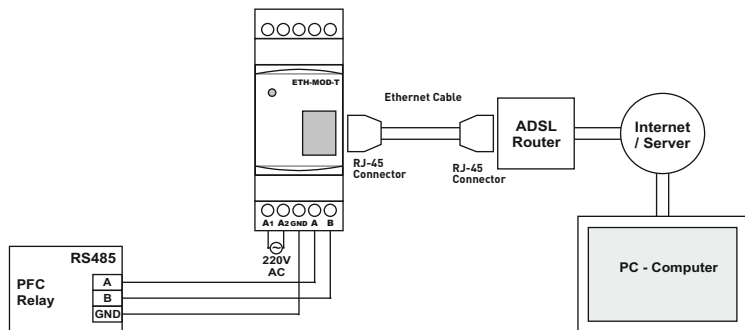 ETH-MOD-T
Ethernet Cable
RJ-45
Connector
RJ-45
Connector
ADSL
Router
Internet
/ Server
PC - Computer
A1 A2 GND A B
220V
AC
RS485
PFC
Relay
A
B
GND